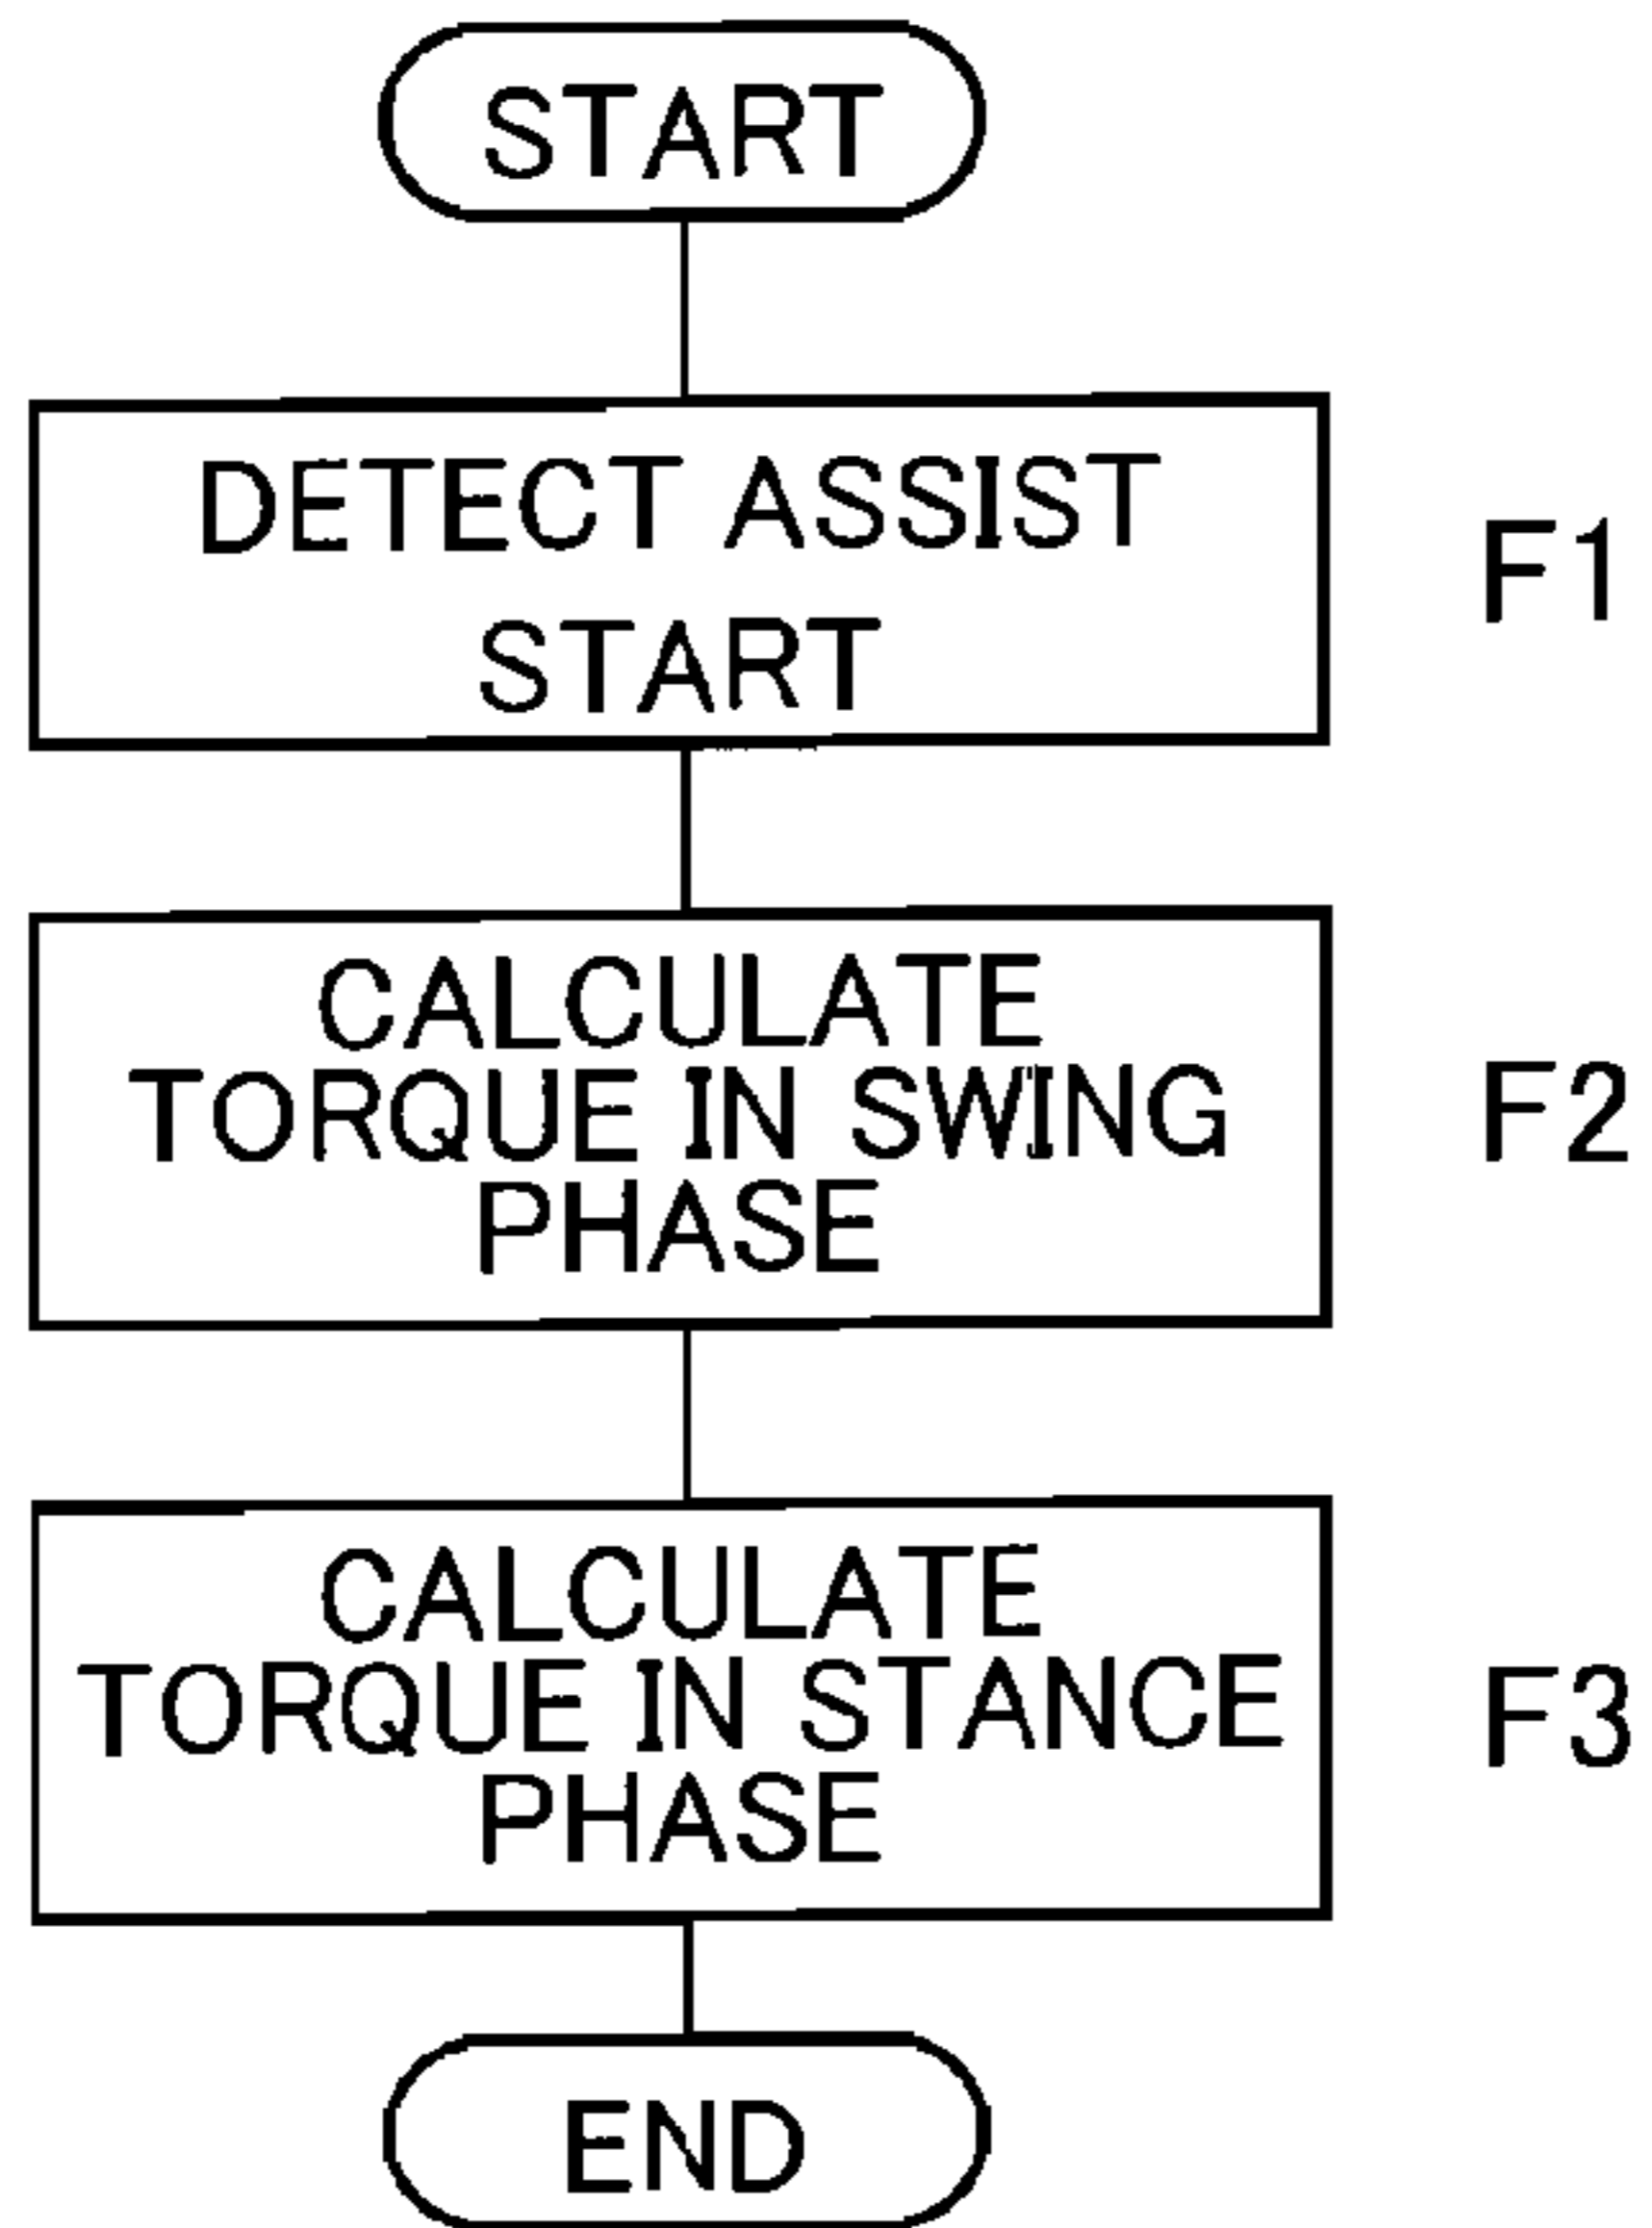 START
DETECT ASSIST
START
F1
CALCULATE
TORQUE IN SWING
PHASE
F2
CALCULATE
TORQUE IN STANCE
PHASE
F3
END